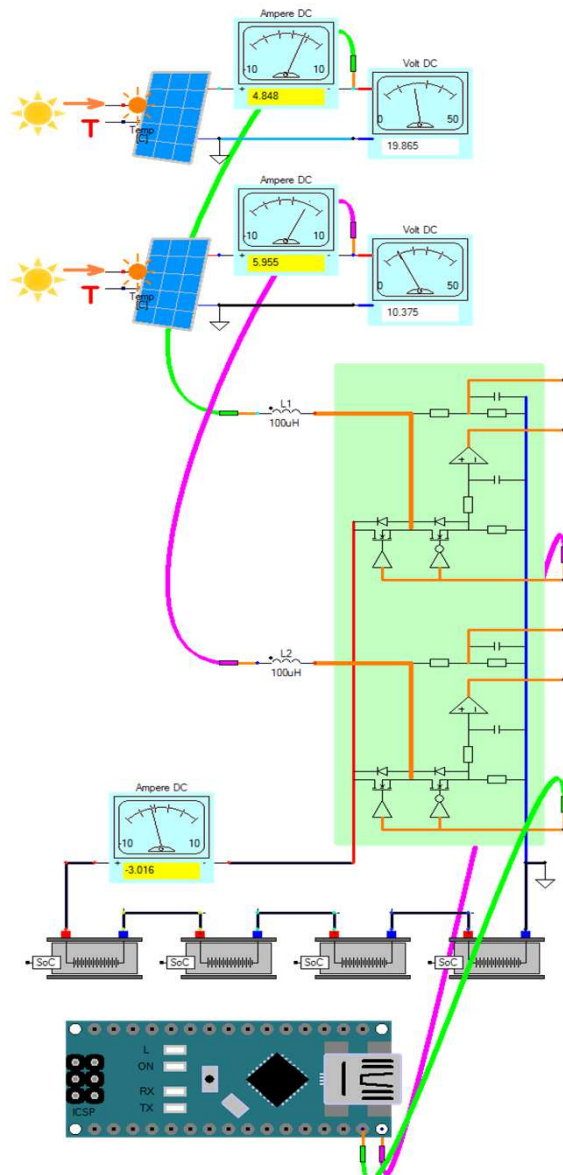 Ampere DC
-10 10
4.848
+ -
Volt DC
0 50
19.865
T
Temp
[C]
Ampere DC
-10 10
5.955
+ -
Volt DC
0 50
10.375
T
Temp
[C]
L1
100uH
+ -
L2
100uH
+ -
Ampere DC
-10 10
+ -
-3.016
SoC
SoC
SoC
SoC
L
ON
RX
TX
ICSP